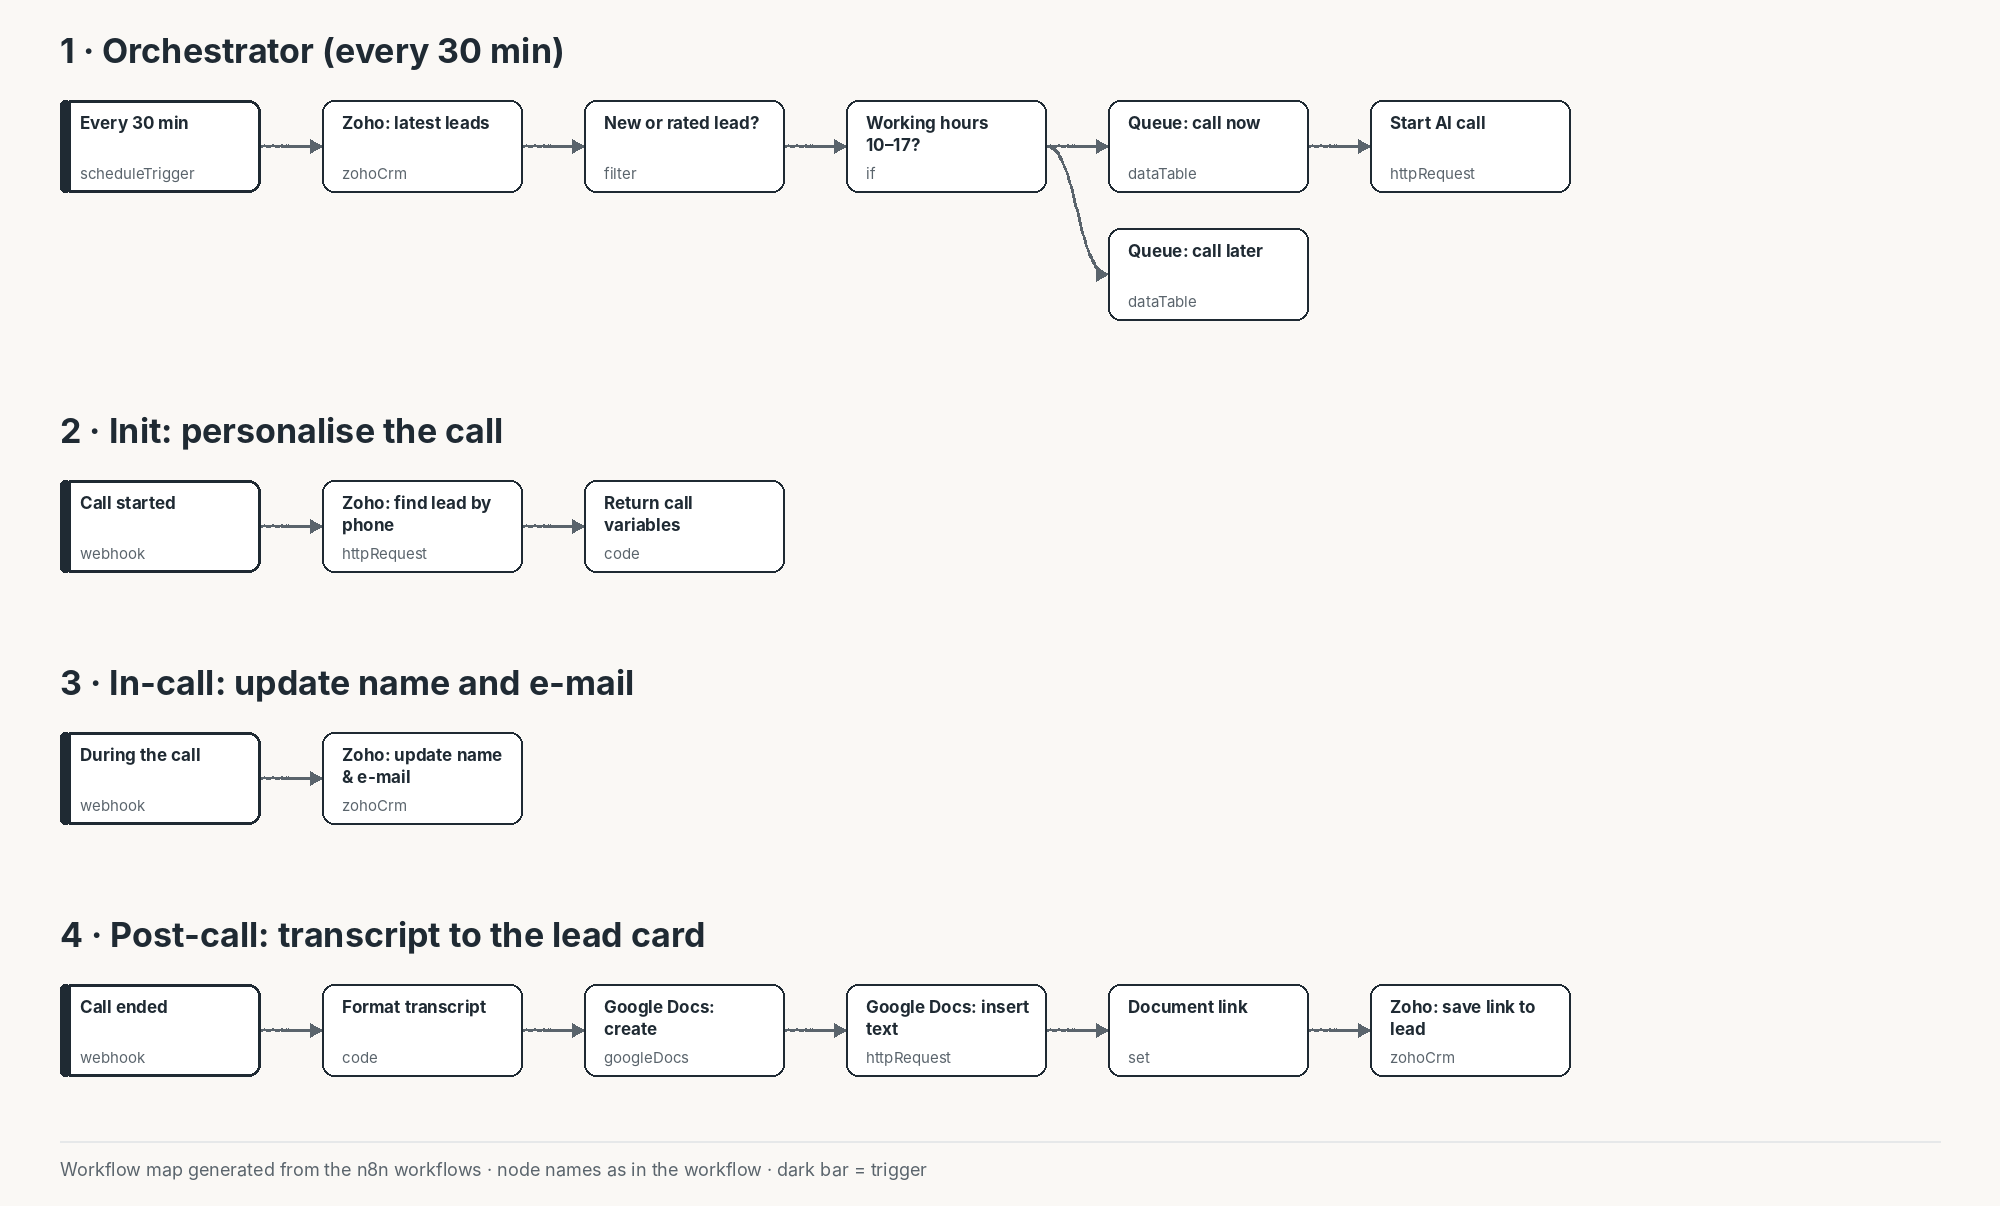 1 · Orchestrator (every 30 min)
Every 30 min
scheduleTrigger
Zoho: latest leads
zohoCrm
New or rated lead?
filter
Working hours
10–17?
if
Queue: call now
dataTable
Start AI call
httpRequest
Queue: call later
dataTable
2 · Init: personalise the call
Call started
webhook
Zoho: find lead by
phone
httpRequest
Return call
variables
code
3 · In-call: update name and e-mail
During the call
webhook
Zoho: update name
& e-mail
zohoCrm
4 · Post-call: transcript to the lead card
Call ended
webhook
Format transcript
code
Google Docs:
create
googleDocs
Google Docs: insert
text
httpRequest
Document link
set
Zoho: save link to
lead
zohoCrm
Workflow map generated from the n8n workflows · node names as in the workflow · dark bar = trigger